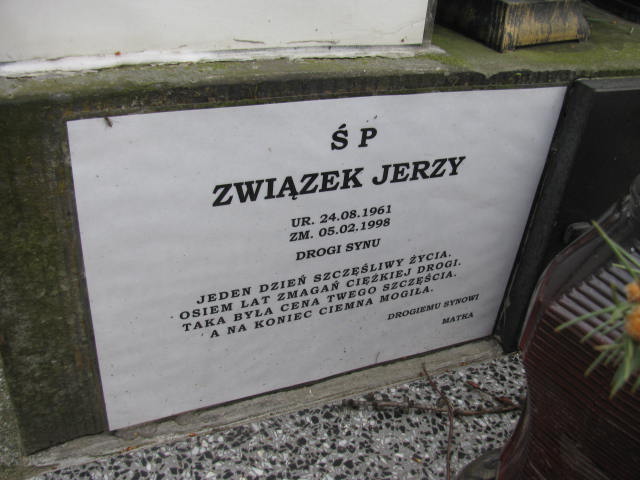 Ś P
ZWIĄZEK JERZY
UR. 24.08.1961
ZM. 05.02.1998
DROGI SYNU
JEDEN DZIEŃ SZCZĘŚLIWY ŻYCIA.
OSIEM LAT ZMAGAŃ CIĘŻKIEJ DROGI.
TAKA BYŁA CENA TWEGO SZCZĘŚCIA.
A NA KONIEC CIEMNA MOGIŁA.
DROGIEMU SYNOWI
MATKA